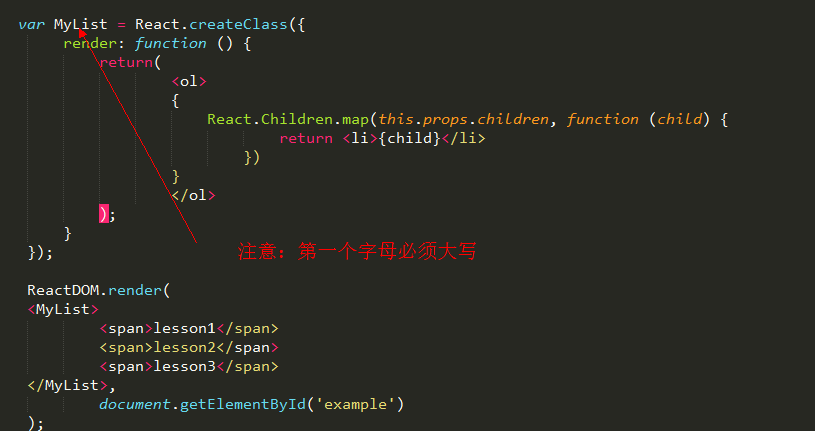 var MyList = React.createClass({
render: function () {
return(
<ol>
{
React.Children.map(this.props.children, function (child) {
return <li>{child}</li>
})
}
</ol>
);
}
});
注意：第一个字母必须大写
ReactDOM.render(
<MyList>
<span>lesson1</span>
<span>lesson2</span>
<span>lesson3</span>
</MyList>,
document.getElementById('example')
);